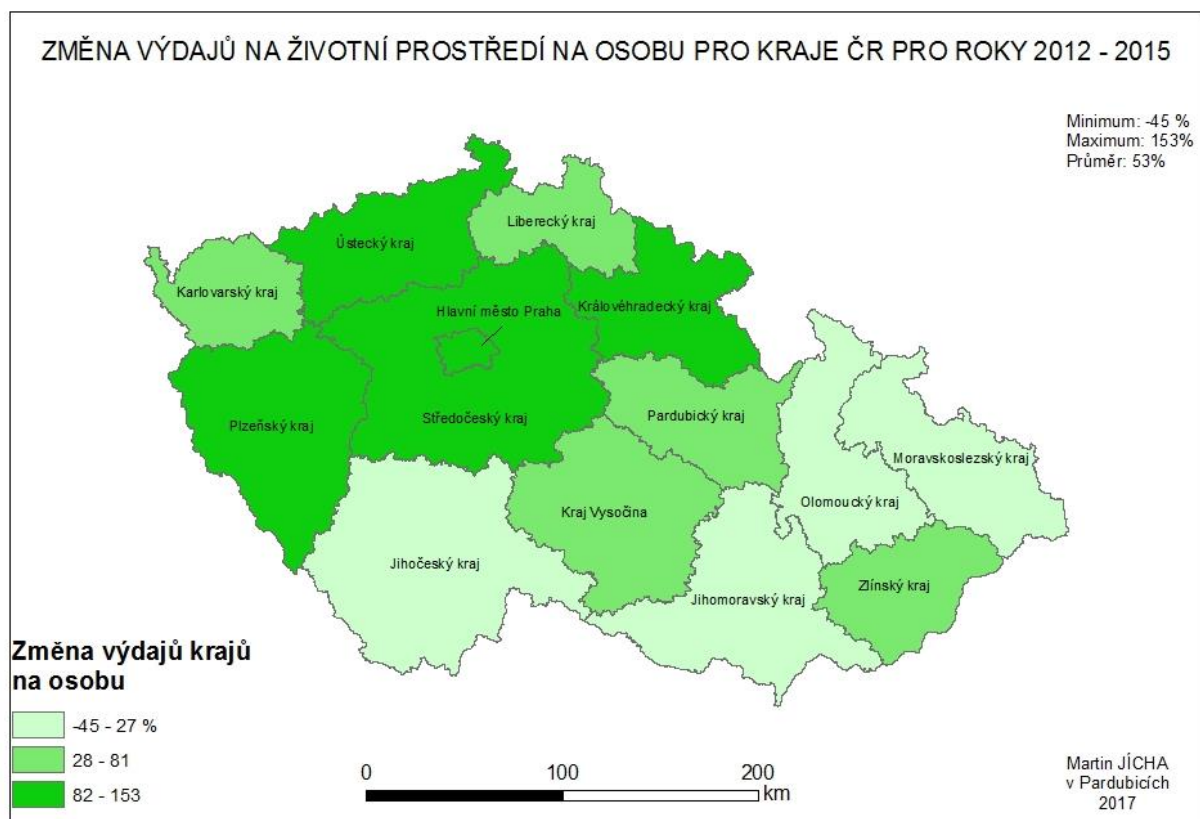 ZMĚNA VÝDAJŮ NA ŽIVOTNÍ PROSTŘEDÍ NA OSOBU PRO KRAJE ČR PRO ROKY 2012 - 2015
Minimum: -45 %
Maximum: 153%
Průměr: 53%
Liberecký kraj
Ústecký kraj
Karlovarský kraj
Královéhradecký kraj
Hlavní město Praha
Plzeňský kraj
Středočeský kraj
Pardubický kraj
Moravskoslezský kraj
Olomoucký kraj
Kraj Vysočina
Jihočeský kraj
Zlínský kraj
Jihomoravský kraj
Změna výdajů krajů
na osobu
-45 - 27 %
28 - 81
82 - 153
0 100 200
km
Martin JÍCHA
v Pardubicích
2017